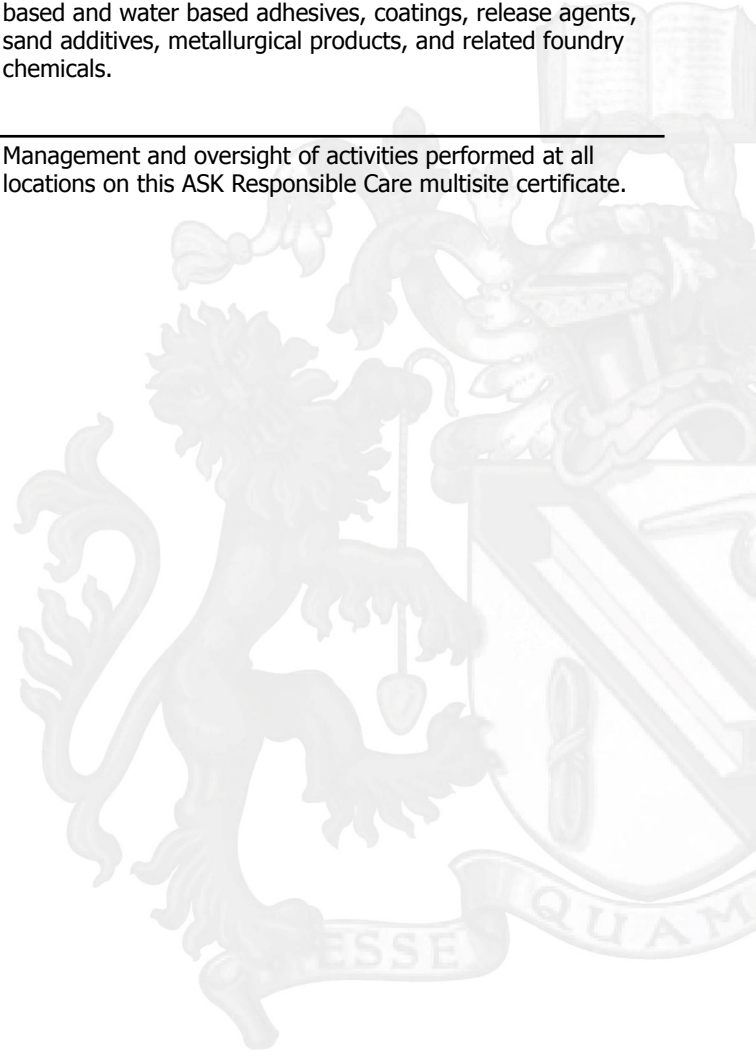 based and water based adhesives, coatings, release agents,
sand additives, metallurgical products, and related foundry
chemicals.
Management and oversight of activities performed at all
locations on this ASK Responsible Care multisite certificate.
ESSE QUAM